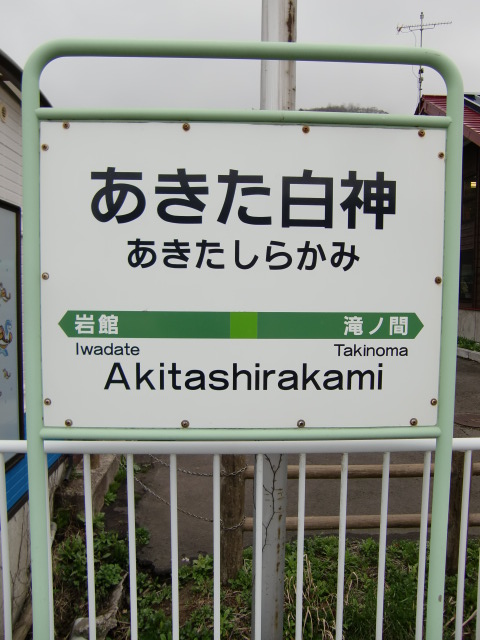 あきた白神
あきたしらかみ
岩館 滝ノ間
Iwadate Takinoma
Akitashirakami